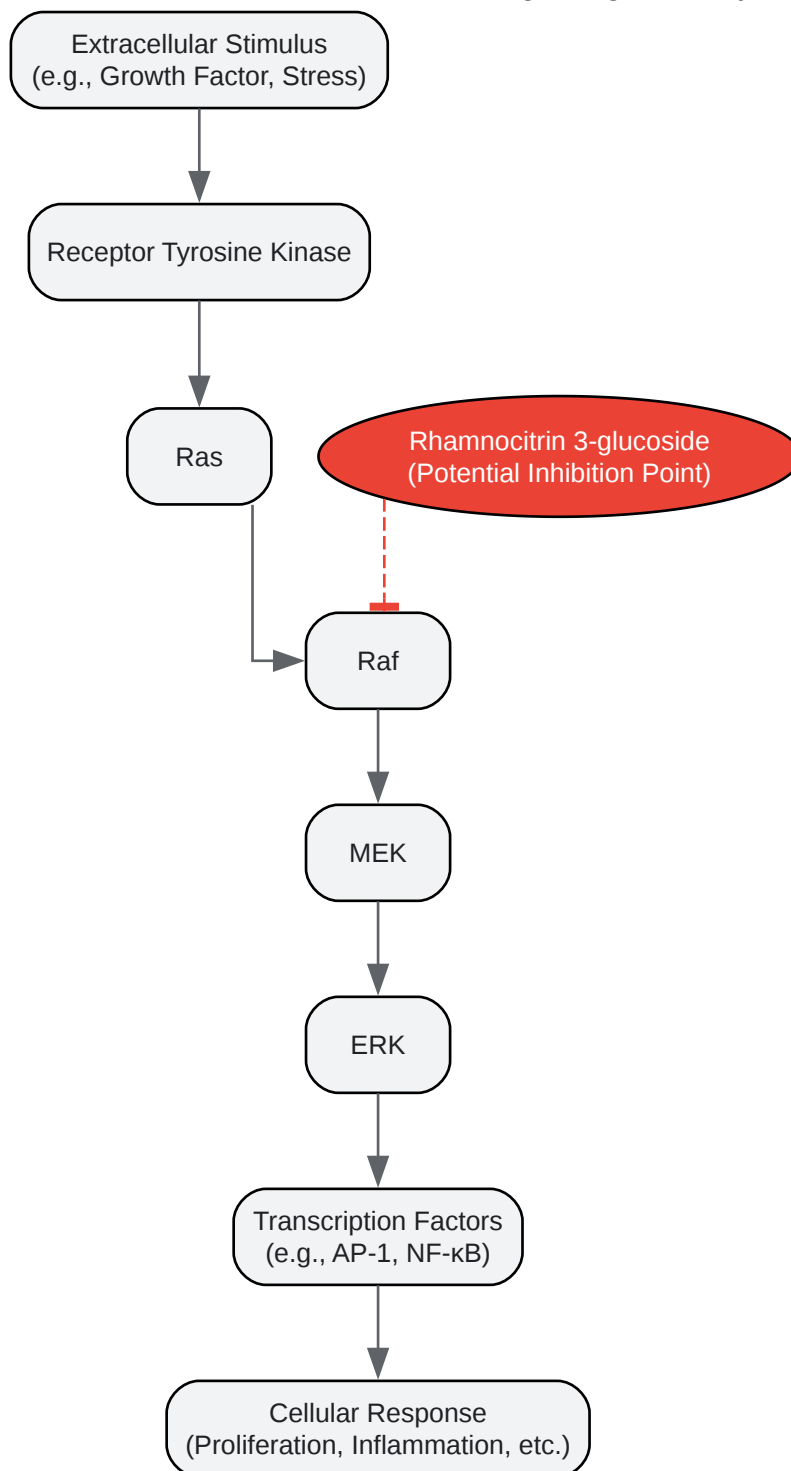 Extracellular Stimulus
(e.g., Growth Factor, Stress)
Receptor Tyrosine Kinase
Ras
Rhamnocitrin 3-glucoside
(Potential Inhibition Point)
Raf
MEK
ERK
Transcription Factors
(e.g., AP-1, NF-κB)
Cellular Response
(Proliferation, Inflammation, etc.)